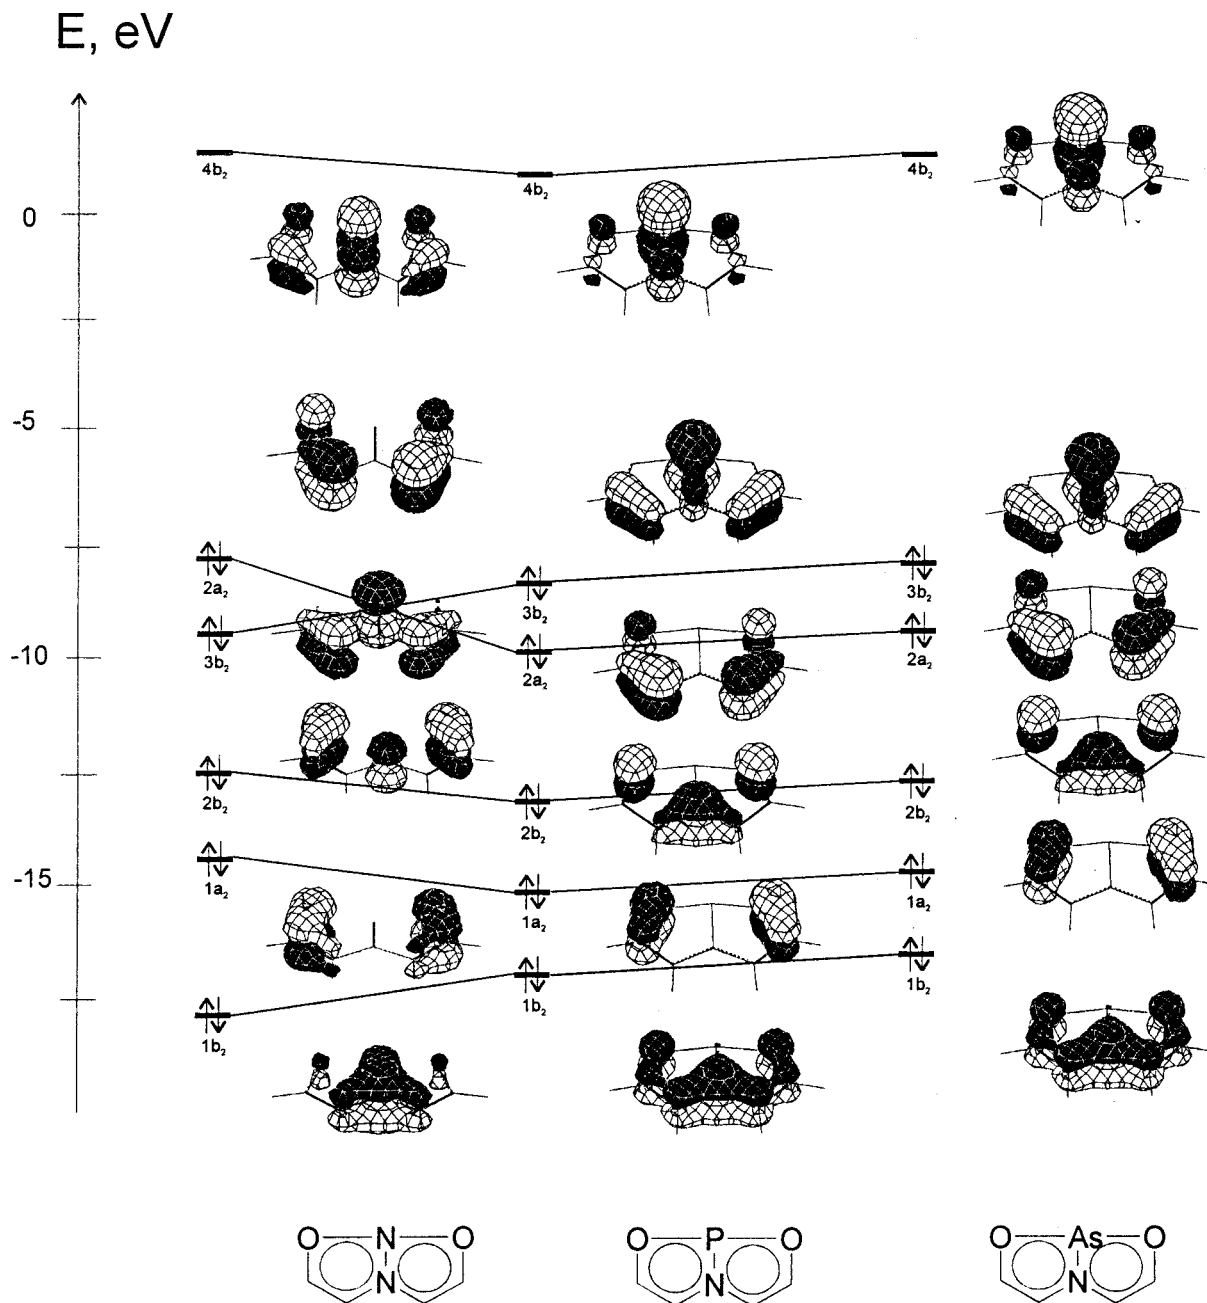 E, eV
4b₂
4b₂
4b₂
0
-5
2a₂
3b₂
3b₂
3b₂
2a₂
2a₂
-10
2b₂
2b₂
2b₂
1a₂
1a₂
1a₂
-15
1b₂
1b₂
1b₂
O N O
N
O P O
N
O As O
N